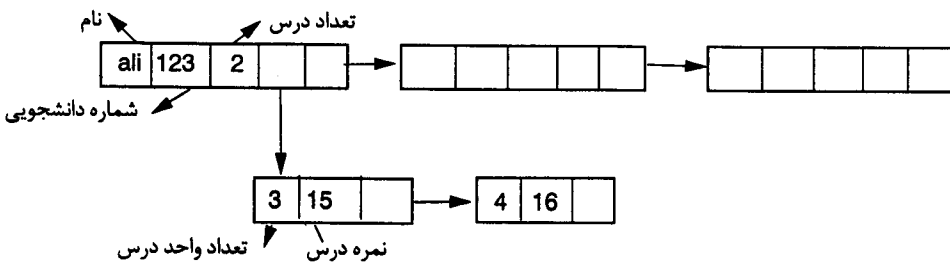 نام
تعداد درس
ali 123 2
شماره دانشجویی
3 15
4 16
تعداد واحد درس
نمره درس